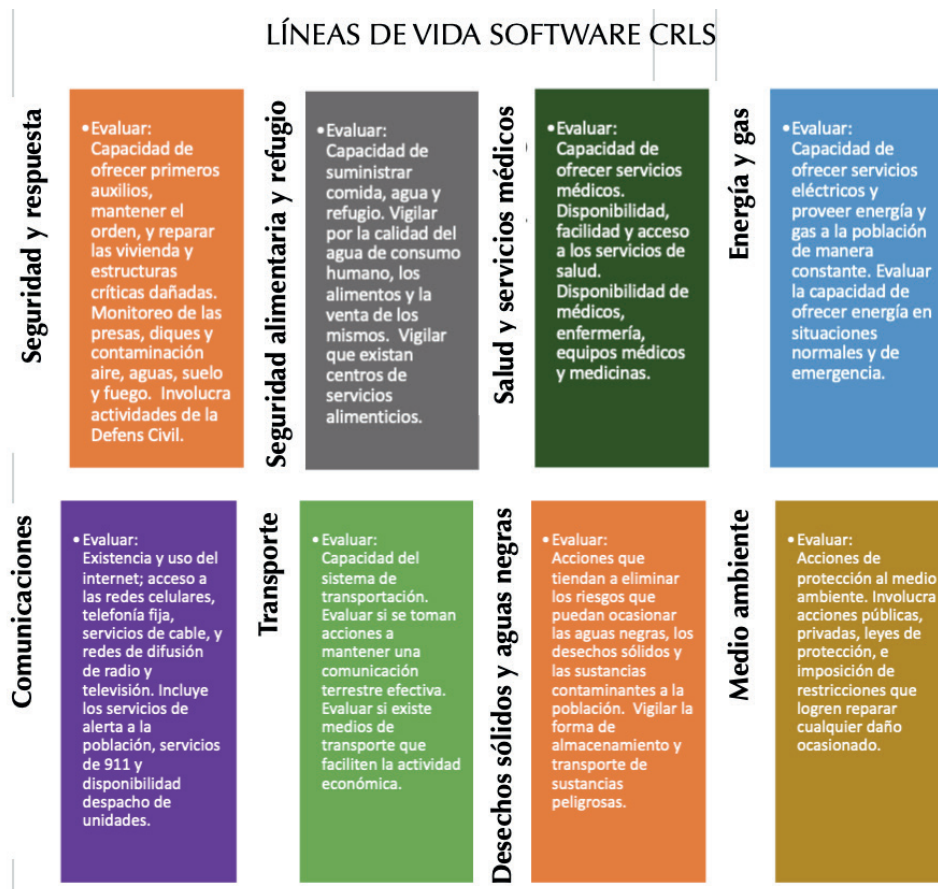 LÍNEAS DE VIDA SOFTWARE CRLS
Seguridad y respuesta
•Evaluar:
Capacidad de
ofrecer primeros
auxilios,
mantener el
orden, y reparar
las vivienda y
estructuras
críticas dañadas.
Monitoreo de las
presas, diques y
contaminación
aire, aguas, suelo
y fuego. Involucra
actividades de la
Defens Civil.
Seguridad alimentaria y refugio
•Evaluar:
Capacidad de
suministrar
comida, agua y
refugio. Vigilar
por la calidad del
agua de consumo
humano, los
alimentos y la
venta de los
mismos. Vigilar
que existan
centros de
servicios
alimenticios.
Salud y servicios médicos
•Evaluar:
Capacidad de
ofrecer servicios
médicos.
Disponibilidad,
facilidad y acceso
a los servicios de
salud.
Disponibilidad de
médicos,
enfermería,
equipos médicos
y medicinas.
Energía y gas
•Evaluar:
Capacidad de
ofrecer servicios
eléctricos y
proveer energía y
gas a la población
de manera
constante. Evaluar
la capacidad de
ofrecer energía en
situaciones
normales y de
emergencia.
Comunicaciones
•Evaluar:
Existencia y uso del
internet; acceso a
las redes celulares,
telefonía fija,
servicios de cable, y
redes de difusión
de radio y
televisión. Incluye
los servicios de
alerta a la
población, servicios
de 911 y
disponibilidad
despacho de
unidades.
Transporte
•Evaluar:
Capacidad del
sistema de
transportación.
Evaluar si se toman
acciones a
mantener una
comunicación
terrestre efectiva.
Evaluar si existe
medios de
transporte que
faciliten la actividad
económica.
Desechos sólidos y aguas negras
•Evaluar:
Acciones que
tiendan a eliminar
los riesgos que
puedan ocasionar
las aguas negras, los
desechos sólidos y
las sustancias
contaminantes a la
población. Vigilar la
forma de
almacenamiento y
transporte de
sustancias
peligrosas.
Medio ambiente
•Evaluar:
Acciones de
protección al medio
ambiente. Involucra
acciones públicas,
privadas, leyes de
protección, e
imposición de
restricciones que
logren reparar
cualquier daño
ocasionado.